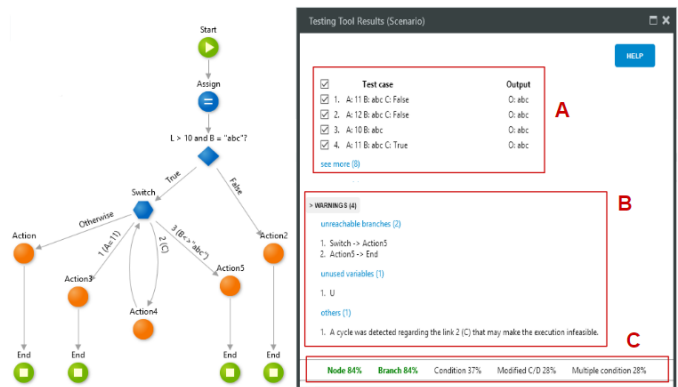 Start
Assign
L > 10 and B = "abc"?
True
False
Switch
Otherwise
1 (A=11)
2 (C)
3 (B<>"abc")
Action
Action2
Action3
Action5
Action4
End
End
End
End
Testing Tool Results (Scenario)
HELP
Test case Output
1. A: 11 B: abc C: False O: abc
2. A: 12 B: abc C: False O: abc
3. A: 10 B: abc O: abc
4. A: 11 B: abc C: True O: abc
see more (8)
A
> WARNINGS (4)
B
unreachable branches (2)
1. Switch -> Action5
2. Action5 -> End
unused variables (1)
1. U
others (1)
1. A cycle was detected regarding the link 2 (C) that may make the execution infeasible.
C
Node 84% Branch 84% Condition 37% Modified C/D 28% Multiple condition 28%